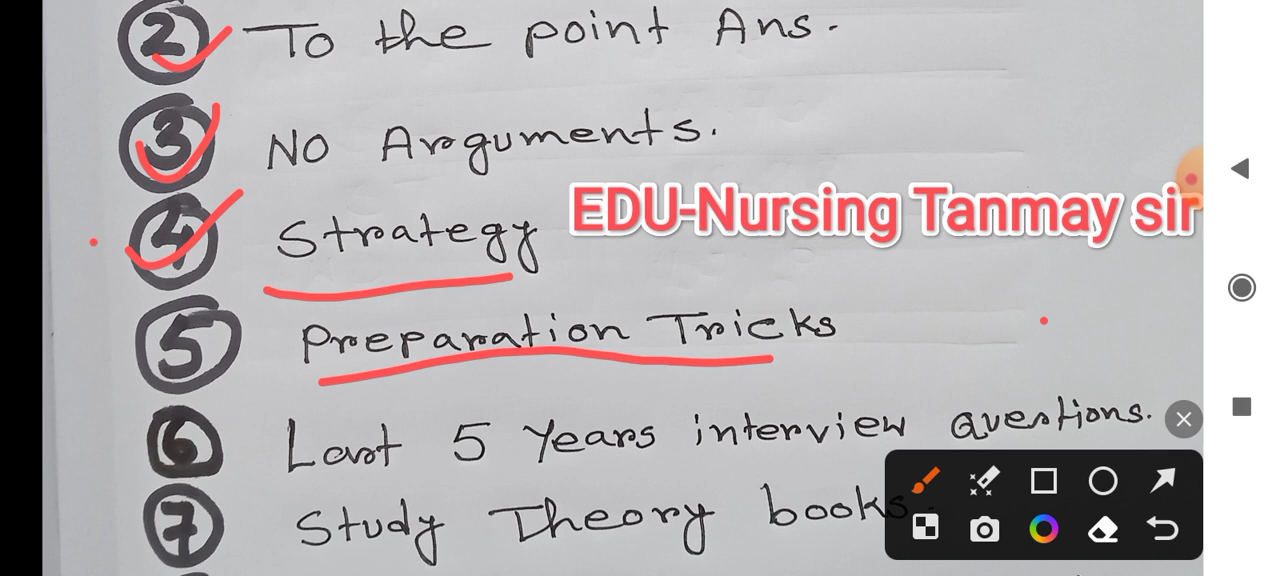 2 To the point Ans.
3 No Arguments.
4 Strategy
EDU-Nursing Tanmay sir
5 Preparation Tricks
6 Last 5 Years interview questions.
7 Study Theory books.